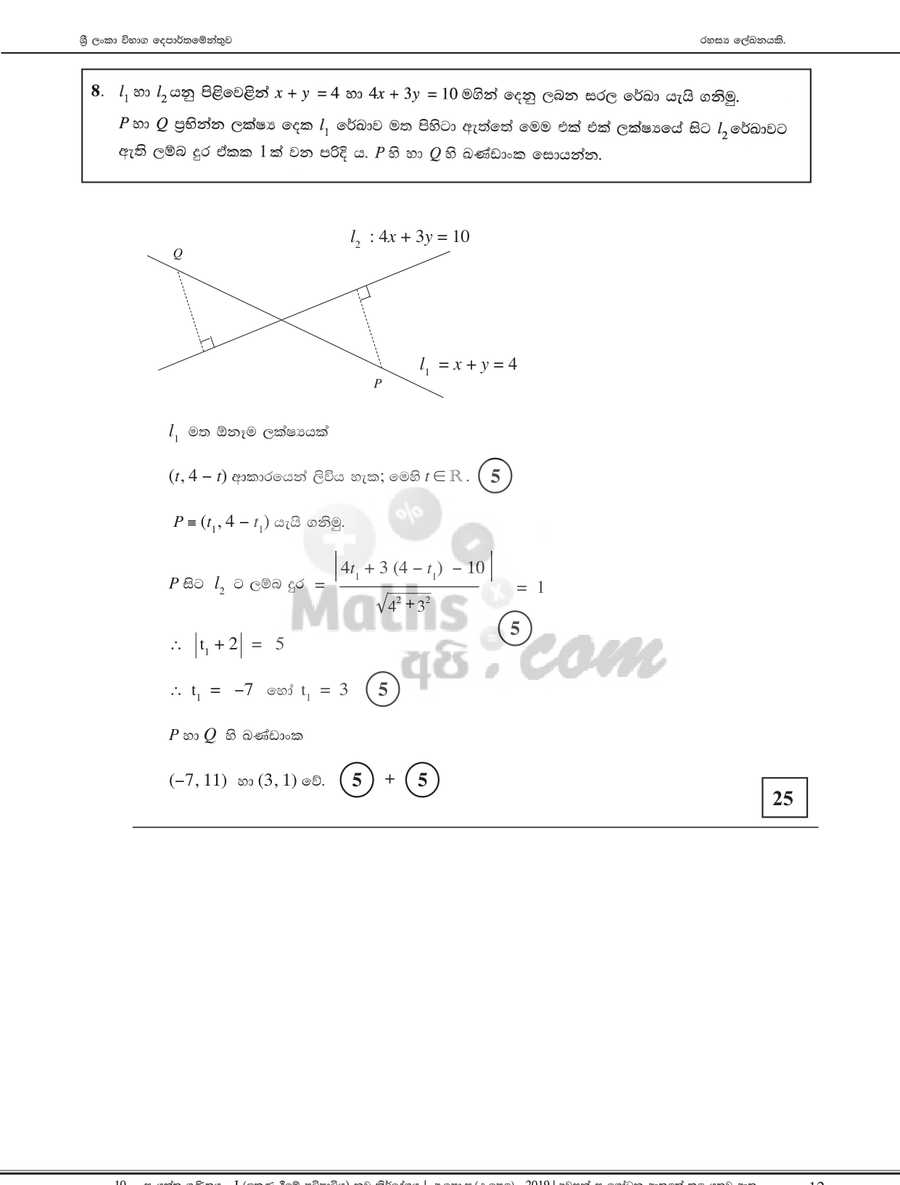 ශ්‍රී ලංකා විභාග දෙපාර්තමේන්තුව
රහස්‍ය ලේඛනයකි.
8. l₁ හා l₂ යනු පිළිවෙළින් x + y = 4 හා 4x + 3y = 10 මගින් දෙනු ලබන සරල රේඛා යැයි ගනිමු.
P හා Q ප්‍රභින්න ලක්ෂ්‍ය දෙක l₁ රේඛාව මත පිහිටා ඇත්තේ මෙම එක් එක් ලක්ෂ්‍යයේ සිට l₂ රේඛාවට
ඇති ලම්බ දුර ඒකක 1 ක් වන පරිදි ය. P හි හා Q හි ඛණ්ඩාංක සොයන්න.
l₂ : 4x + 3y = 10
Q
l₁ = x + y = 4
P
l₁ මත ඕනෑම ලක්ෂ්‍යයක්
(t, 4 – t) ආකාරයෙන් ලිවිය හැක; මෙහි t ∈ ℝ . 5
P ≡ (t₁, 4 – t₁) යැයි ගනිමු.
P සිට l₂ ට ලම්බ දුර = |4t₁ + 3 (4 – t₁) – 10| / √(4² + 3²) = 1
5
∴ |t₁ + 2| = 5
∴ t₁ = –7 හෝ t₁ = 3 5
P හා Q හි ඛණ්ඩාංක
(–7, 11) හා (3, 1) වේ. 5 + 5
25
Maths
අපි . com